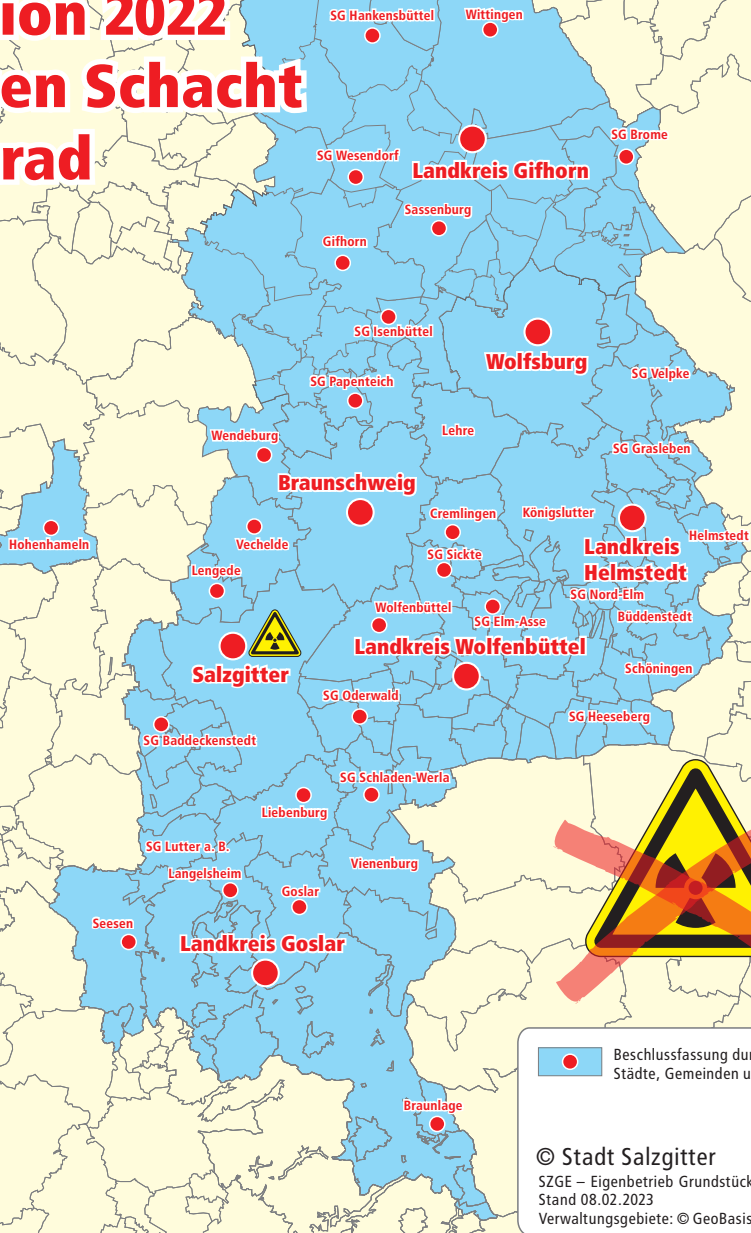 ion 2022
en Schacht
rad
SG Hankensbüttel
Wittingen
SG Brome
SG Wesendorf
Landkreis Gifhorn
Sassenburg
Gifhorn
SG Isenbüttel
Wolfsburg
SG Velpke
SG Papenteich
Lehre
Wendeburg
SG Grasleben
Braunschweig
Cremlingen
Königslutter
Helmstedt
Hohenhameln
Vechelde
SG Sickte
Landkreis
Helmstedt
Lengede
SG Nord-Elm
Wolfenbüttel
SG Elm-Asse
Büddenstedt
Landkreis Wolfenbüttel
Salzgitter
Schöningen
SG Oderwald
SG Heeseberg
SG Baddeckenstedt
SG Schladen-Werla
Liebenburg
SG Lutter a. B.
Vienenburg
Langelsheim
Goslar
Seesen
Landkreis Goslar
Braunlage
Beschlussfassung du
Städte, Gemeinden u
© Stadt Salzgitter
SZGE – Eigenbetrieb Grundstück
Stand 08.02.2023
Verwaltungsgebiete: © GeoBasis